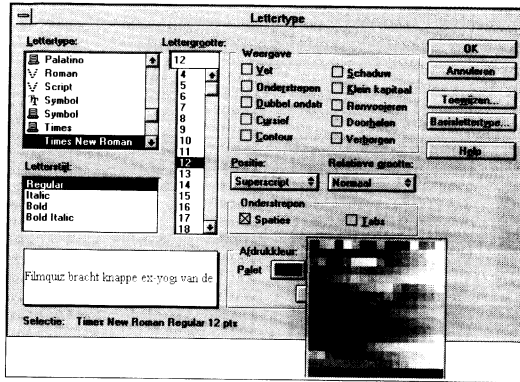 Lettertype
Lettertype:
Palatino
Roman
Script
Symbol
Symbol
Times
Times New Roman
Lettergrootte:
12
4
5
6
7
8
9
10
11
12
13
14
15
16
17
18
Weergave
Vet
Onderstrepen
Dubbel ondstr
Cursief
Contour
Schaduw
Klein kapitaal
Renvooieren
Doorhalen
Verborgen
OK
Annuleren
Toewijzen...
Basislettertype...
Help
Letterstijl:
Regular
Italic
Bold
Bold Italic
Positie:
Superscript
Relatieve grootte:
Normaal
Onderstrepen
Spaties
Tabs
Filmquiz bracht knappe ex-yogi van de
Afdrukkleur:
Palet
Selectie: Times New Roman Regular 12 pts